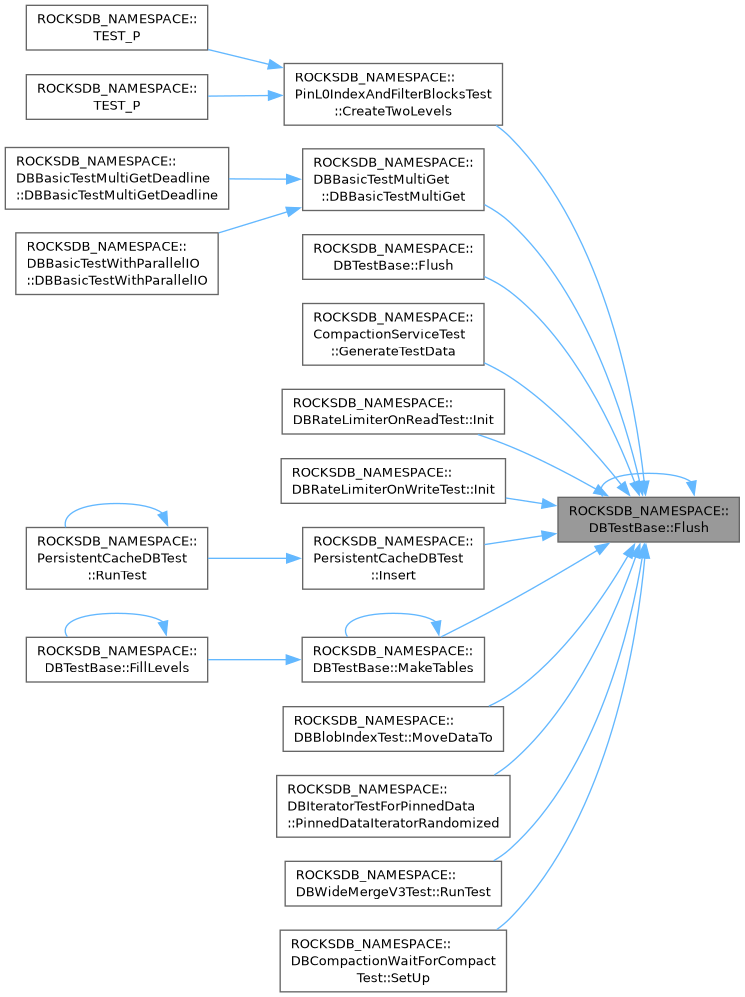 ROCKSDB_NAMESPACE::
TEST_P
ROCKSDB_NAMESPACE::
TEST_P
ROCKSDB_NAMESPACE::
PinL0IndexAndFilterBlocksTest
::CreateTwoLevels
ROCKSDB_NAMESPACE::
DBBasicTestMultiGetDeadline
::DBBasicTestMultiGetDeadline
ROCKSDB_NAMESPACE::
DBBasicTestMultiGet
::DBBasicTestMultiGet
ROCKSDB_NAMESPACE::
DBBasicTestWithParallelIO
::DBBasicTestWithParallelIO
ROCKSDB_NAMESPACE::
DBTestBase::Flush
ROCKSDB_NAMESPACE::
CompactionServiceTest
::GenerateTestData
ROCKSDB_NAMESPACE::
DBRateLimiterOnReadTest::Init
ROCKSDB_NAMESPACE::
DBRateLimiterOnWriteTest::Init
ROCKSDB_NAMESPACE::
DBTestBase::Flush
ROCKSDB_NAMESPACE::
PersistentCacheDBTest
::RunTest
ROCKSDB_NAMESPACE::
PersistentCacheDBTest
::Insert
ROCKSDB_NAMESPACE::
DBTestBase::FillLevels
ROCKSDB_NAMESPACE::
DBTestBase::MakeTables
ROCKSDB_NAMESPACE::
DBBlobIndexTest::MoveDataTo
ROCKSDB_NAMESPACE::
DBIteratorTestForPinnedData
::PinnedDataIteratorRandomized
ROCKSDB_NAMESPACE::
DBWideMergeV3Test::RunTest
ROCKSDB_NAMESPACE::
DBCompactionWaitForCompact
Test::SetUp